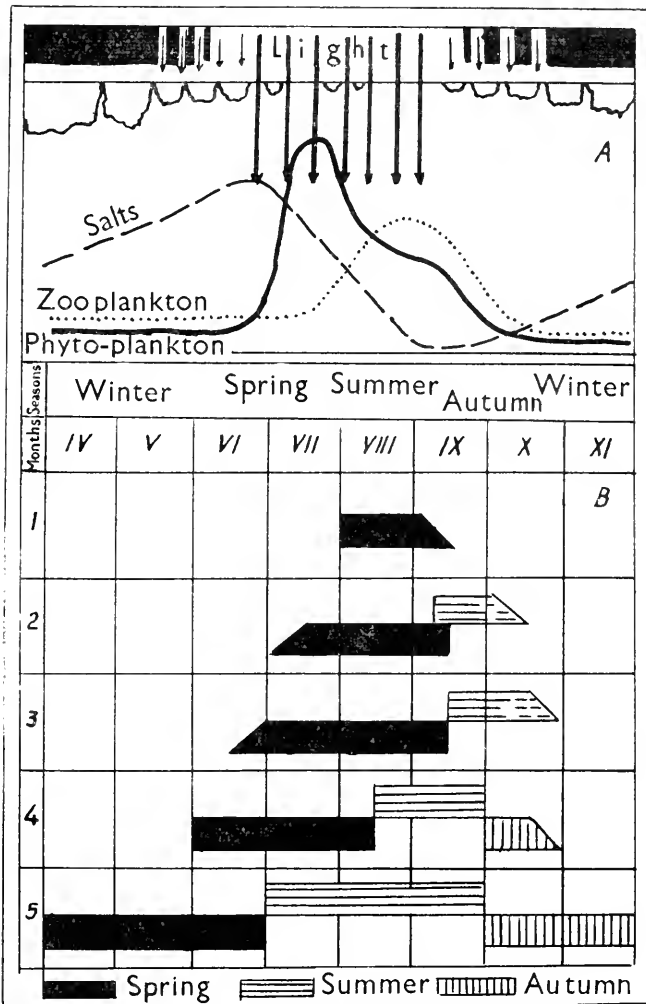 Light
A
Salts
Zooplankton
Phyto-plankton
Seasons Winter Spring Summer Autumn Winter
Months IV V VI VII VIII IX X XI
B
1
2
3
4
5
Spring Summer Autumn